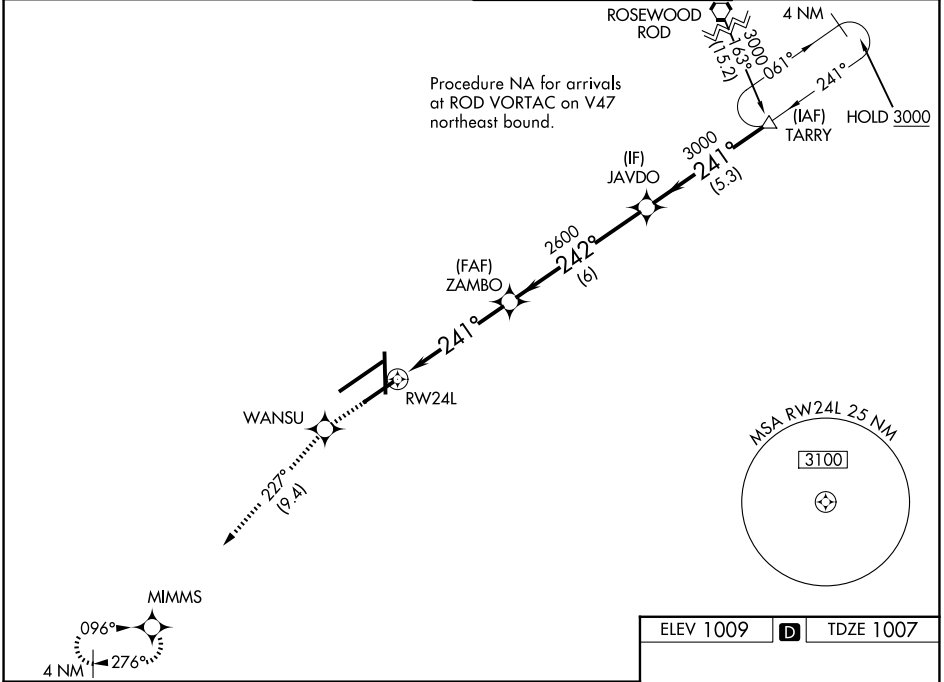 ROSEWOOD
ROD
4 NM
3000
163°
(15.2)
061°
241°
HOLD 3000
(IAF)
TARRY
Procedure NA for arrivals
at ROD VORTAC on V47
northeast bound.
3000
241°
(5.3)
(IF)
JAVDO
2600
242°
(6)
(FAF)
ZAMBO
241°
RW24L
WANSU
227°
(9.4)
MSA RW24L 25 NM
3100
MIMMS
096°
276°
4 NM
ELEV 1009 D TDZE 1007